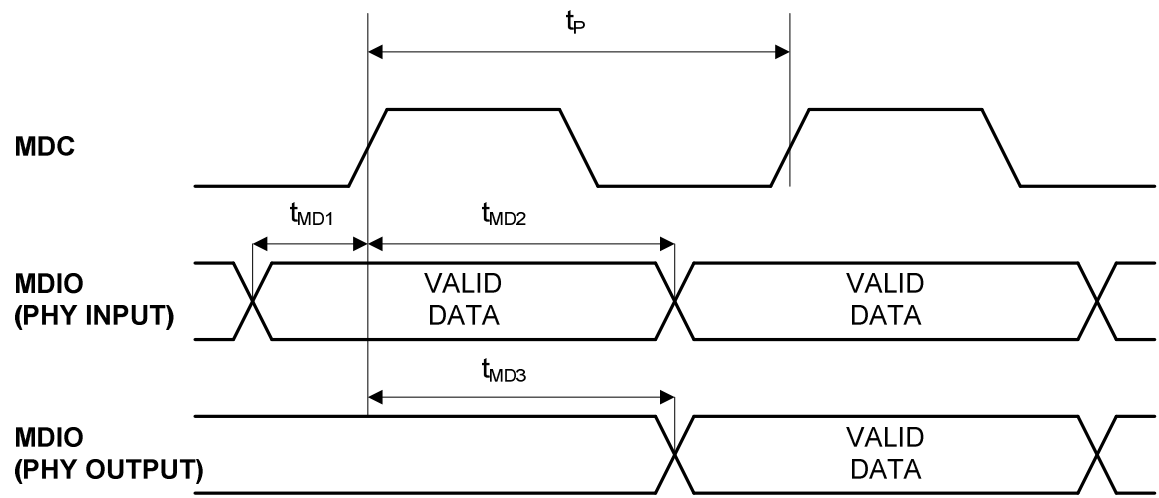 tP
MDC
tMD1
tMD2
MDIO
(PHY INPUT)
VALID
DATA
VALID
DATA
tMD3
MDIO
(PHY OUTPUT)
VALID
DATA